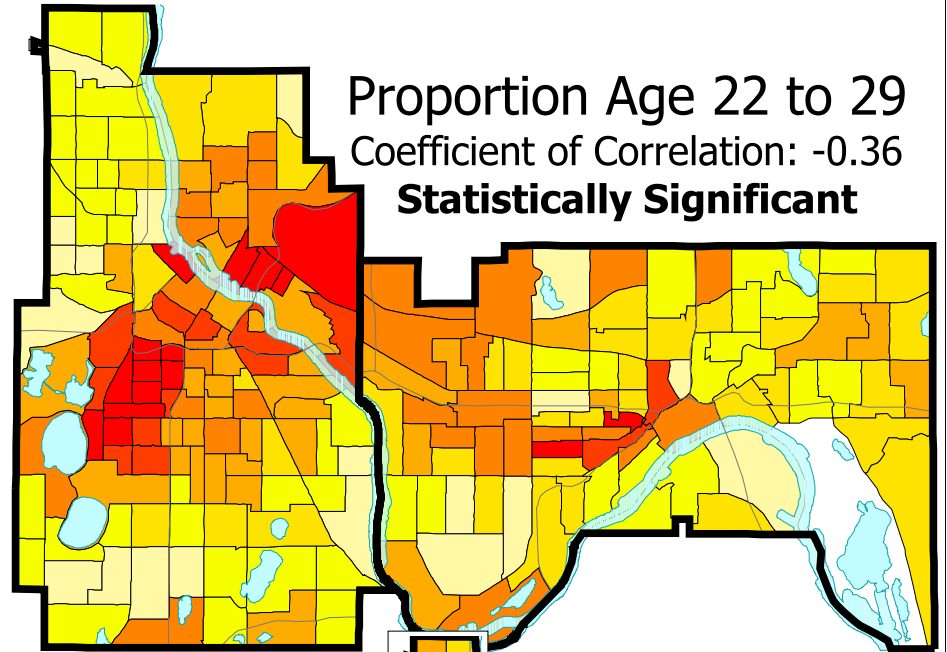 Proportion Age 22 to 29
Coefficient of Correlation: -0.36
Statistically Significant